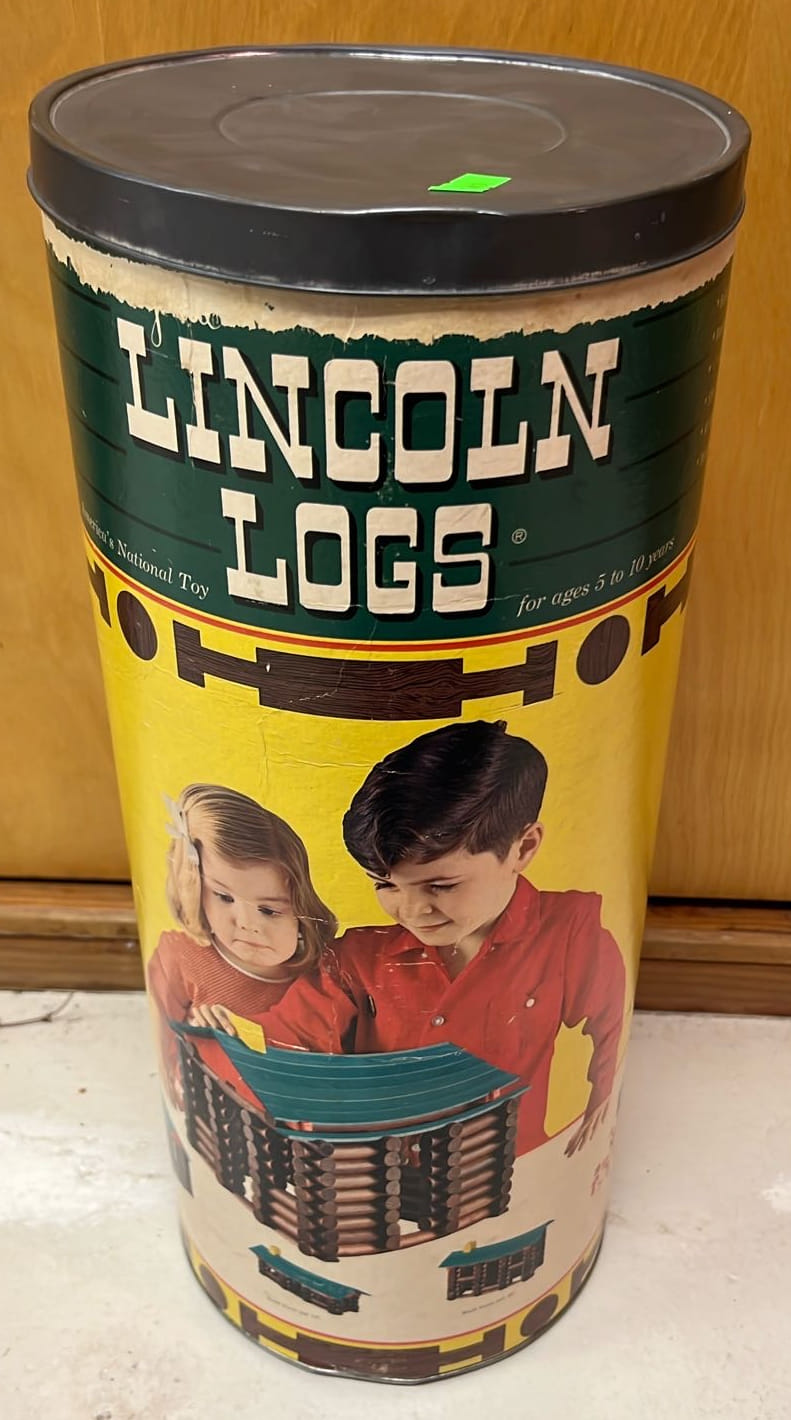 LINCOLN
LOGS®
America's National Toy
for ages 5 to 10 years